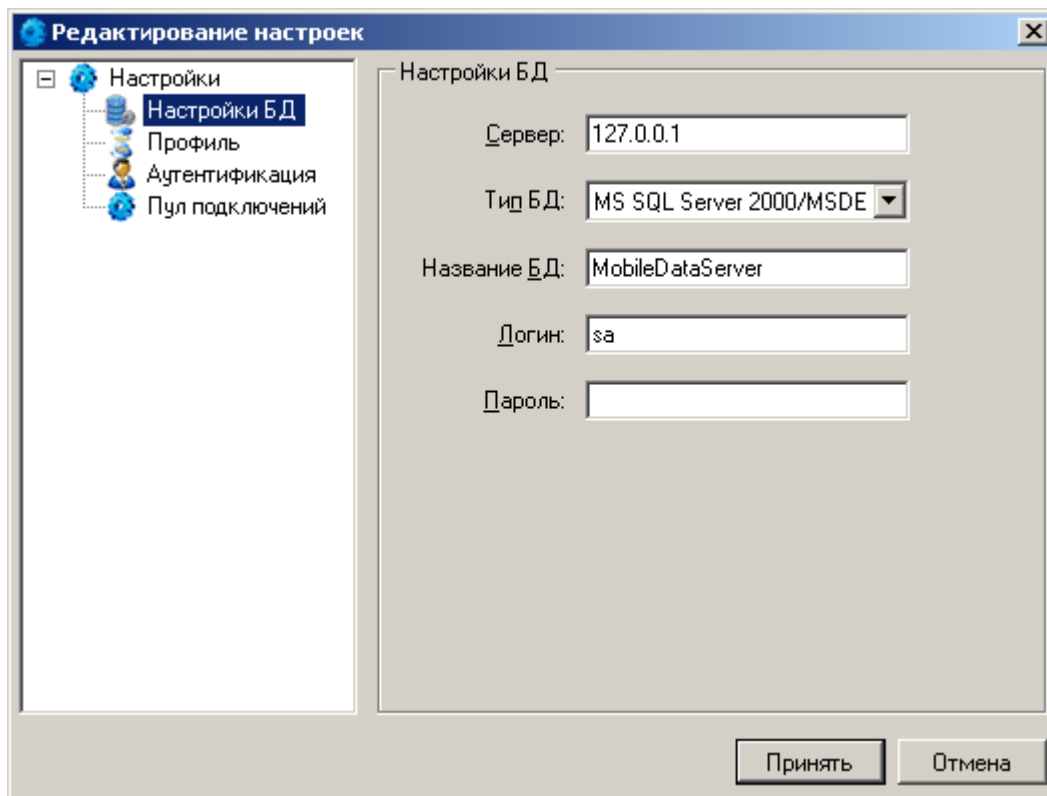 Редактирование настроек
Настройки
Настройки БД
Профиль
Аутентификация
Пул подключений
Настройки БД
Сервер: 127.0.0.1
Тип БД: MS SQL Server 2000/MSDE
Название БД: MobileDataServer
Логин: sa
Пароль:
Принять Отмена